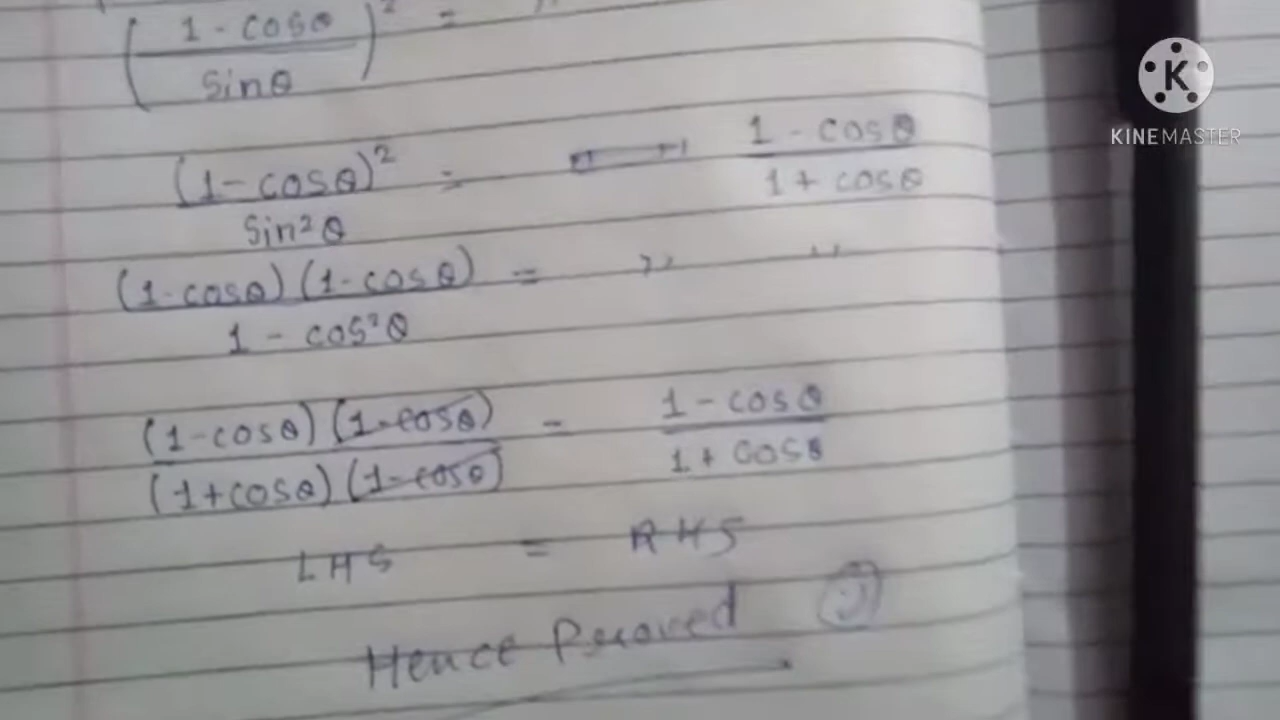 (1 - cosθ / sinθ)² = "
(1 - cosθ)² / sin²θ = " 1 - cosθ / 1 + cosθ
(1-cosθ) (1-cosθ) / 1 - cos²θ = " "
(1-cosθ) (1-cosθ) / (1+cosθ) (1-cosθ) = 1 - cosθ / 1 + cosθ
LHS = RHS
Hence Proved
K
KINEMASTER